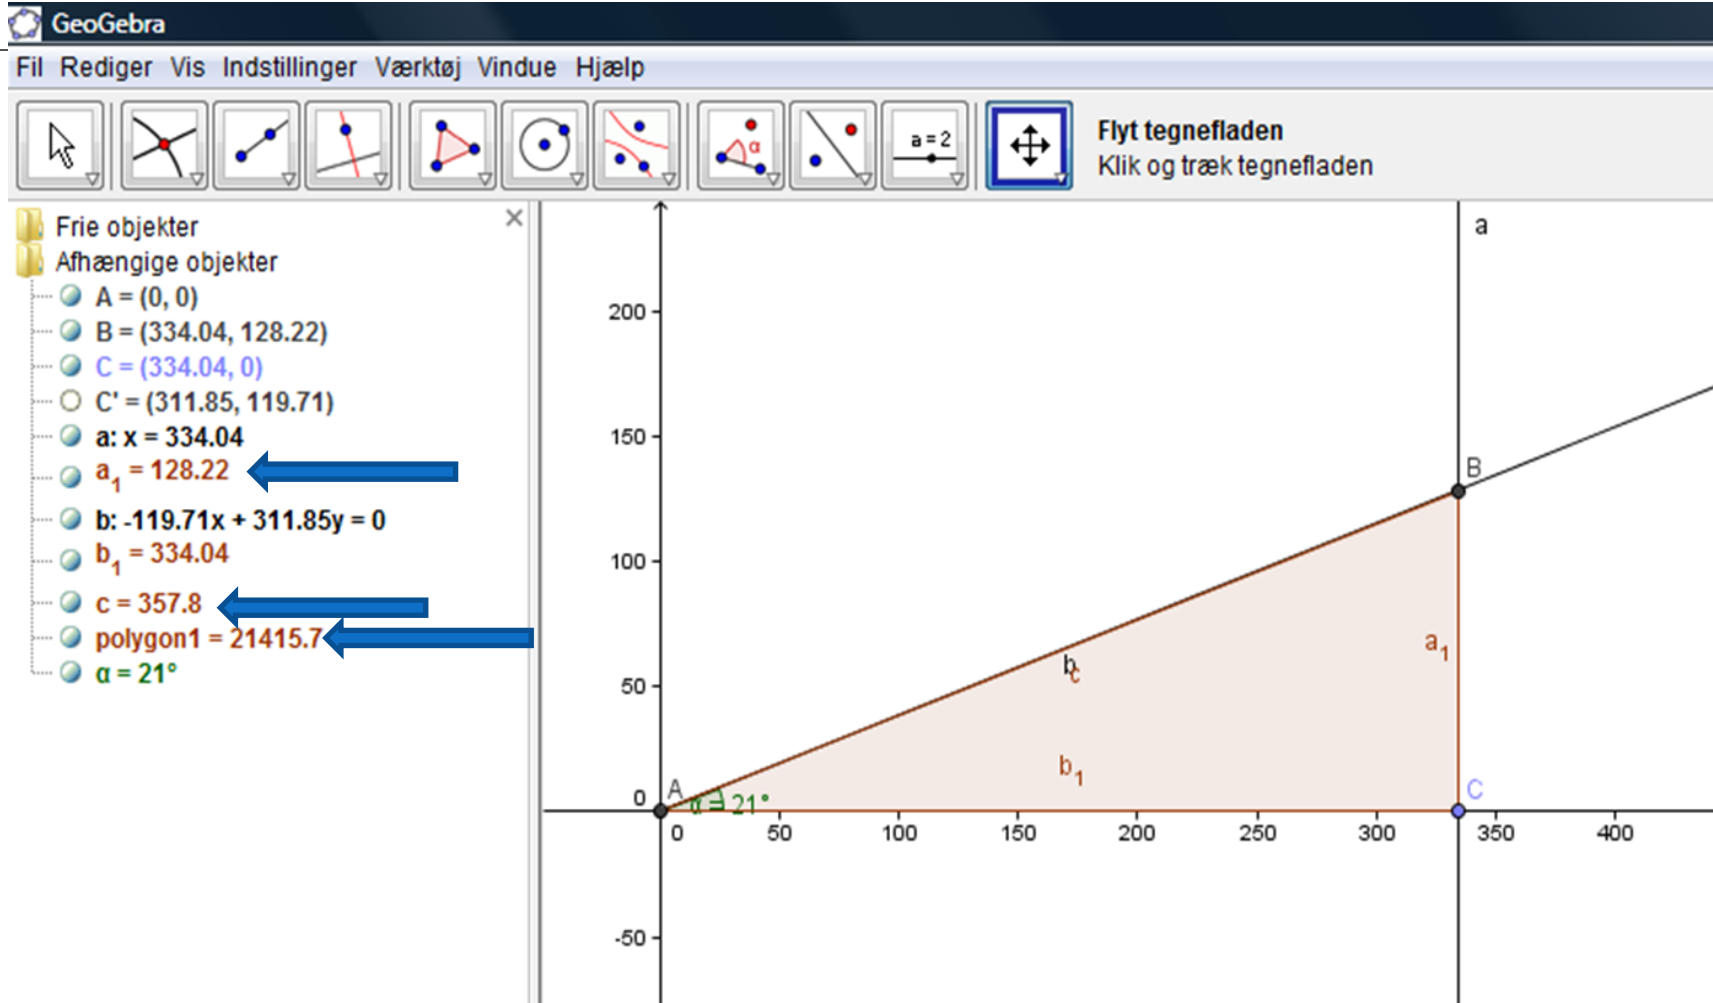 GeoGebra
Fil Rediger Vis Indstillinger Værktøj Vindue Hjælp
α
a = 2
Flyt tegnefladen
Klik og træk tegnefladen
Frie objekter
Afhængige objekter
A = (0, 0)
B = (334.04, 128.22)
C = (334.04, 0)
C' = (311.85, 119.71)
a: x = 334.04
a1 = 128.22
b: -119.71x + 311.85y = 0
b1 = 334.04
c = 357.8
polygon1 = 21415.7
α = 21°
a
200
150
B
100
a1
b
c
50
b1
A
α = 21°
C
0
0 50 100 150 200 250 300 350 400
-50